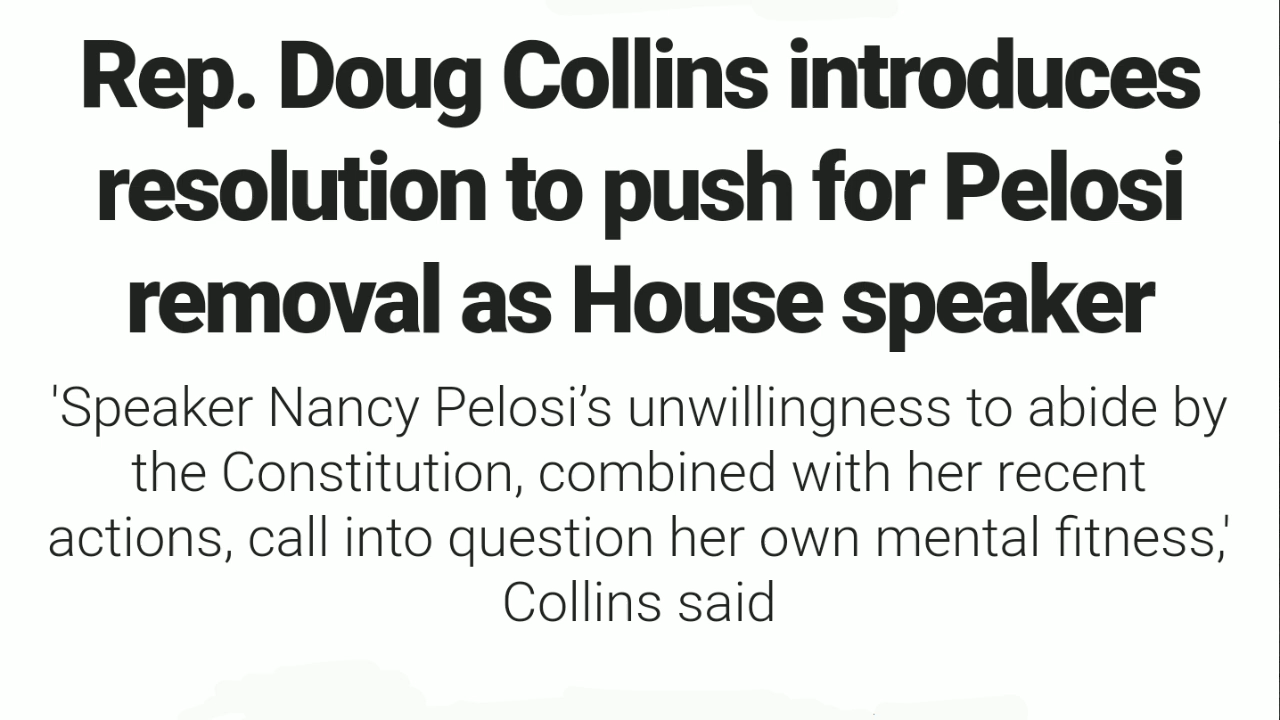 Rep. Doug Collins introduces
resolution to push for Pelosi
removal as House speaker
'Speaker Nancy Pelosi’s unwillingness to abide by
the Constitution, combined with her recent
actions, call into question her own mental fitness,'
Collins said